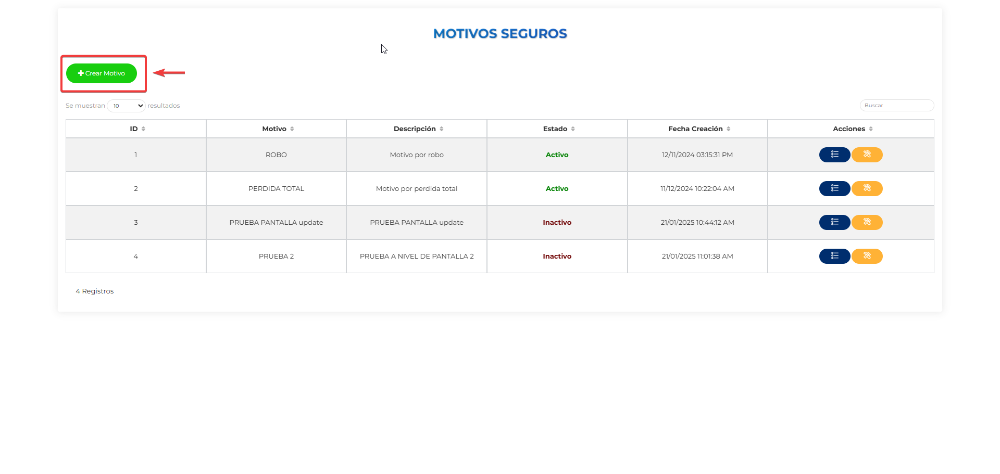 MOTIVOS SEGUROS
Crear Motivo
Se muestran 10 resultados
Buscar
ID Motivo Descripción Estado Fecha Creación Acciones
1 ROBO Motivo por robo Activo 12/11/2024 03:15:31 PM
2 PERDIDA TOTAL Motivo por perdida total Activo 11/12/2024 10:22:04 AM
3 PRUEBA PANTALLA update PRUEBA PANTALLA update Inactivo 21/01/2025 10:44:12 AM
4 PRUEBA 2 PRUEBA A NIVEL DE PANTALLA 2 Inactivo 21/01/2025 11:01:38 AM
4 Registros